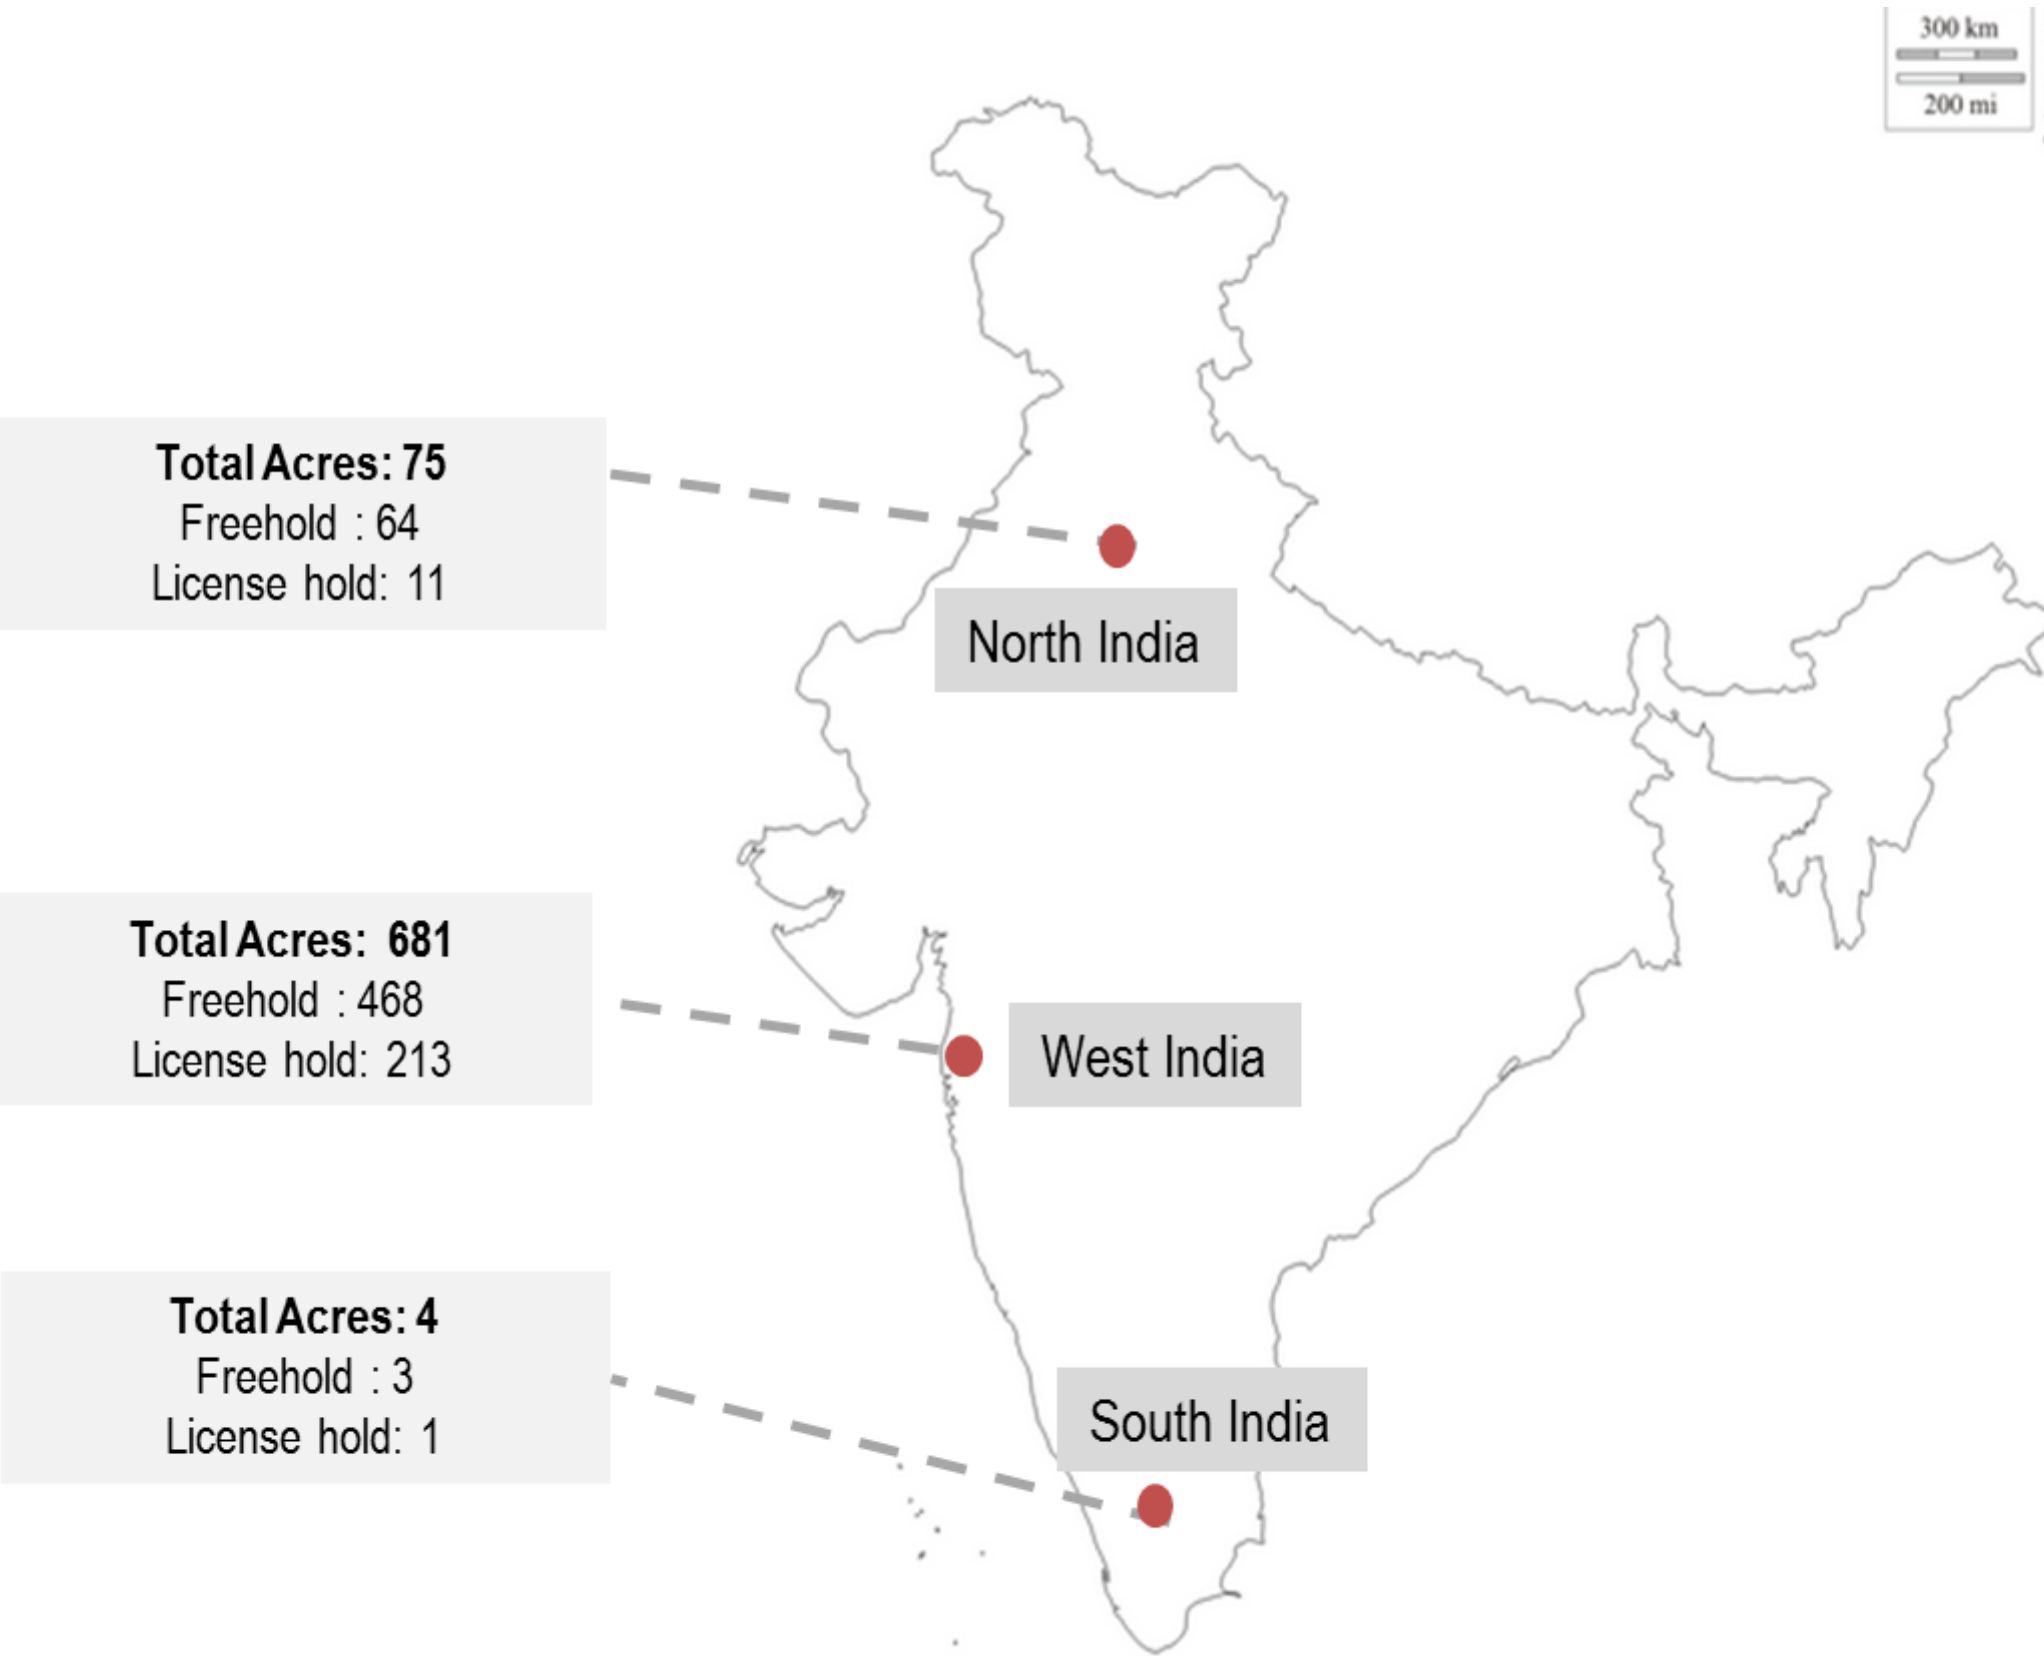 300 km
200 mi
Total Acres: 75
Freehold : 64
License hold: 11
North India
Total Acres: 681
Freehold : 468
License hold: 213
West India
Total Acres: 4
Freehold : 3
License hold: 1
South India